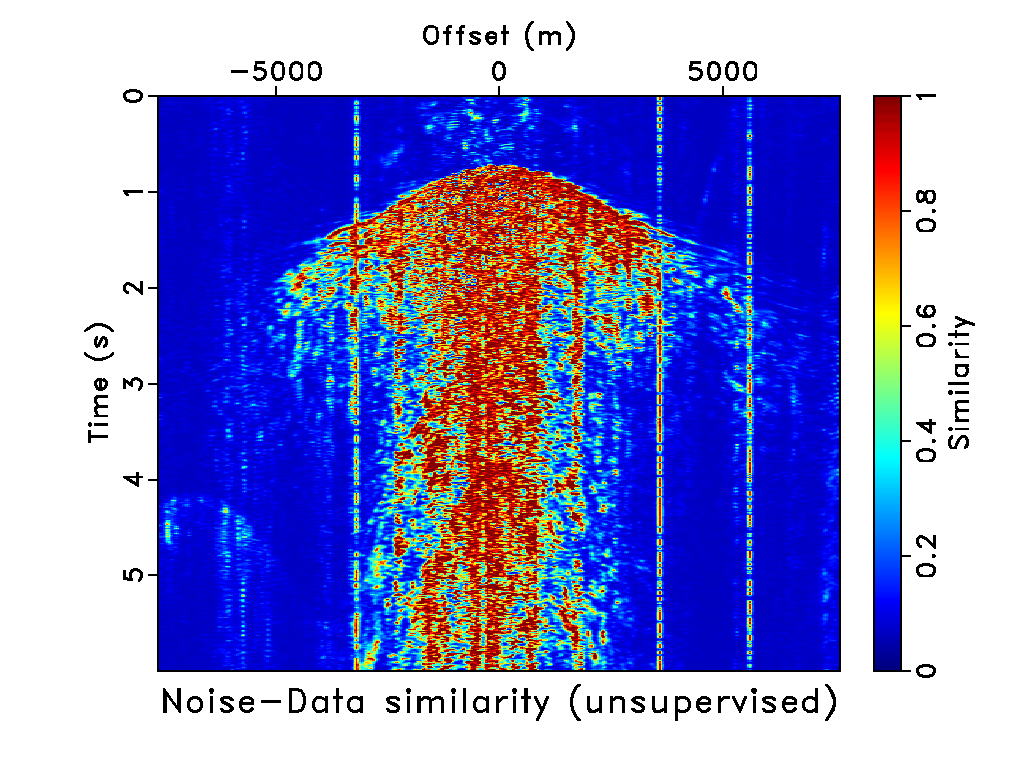 Offset (m)
−5000 0 5000
0
1
2
3
4
5
Time (s)
1
0.8
0.6
0.4
0.2
0
Similarity
Noise−Data similarity (unsupervised)